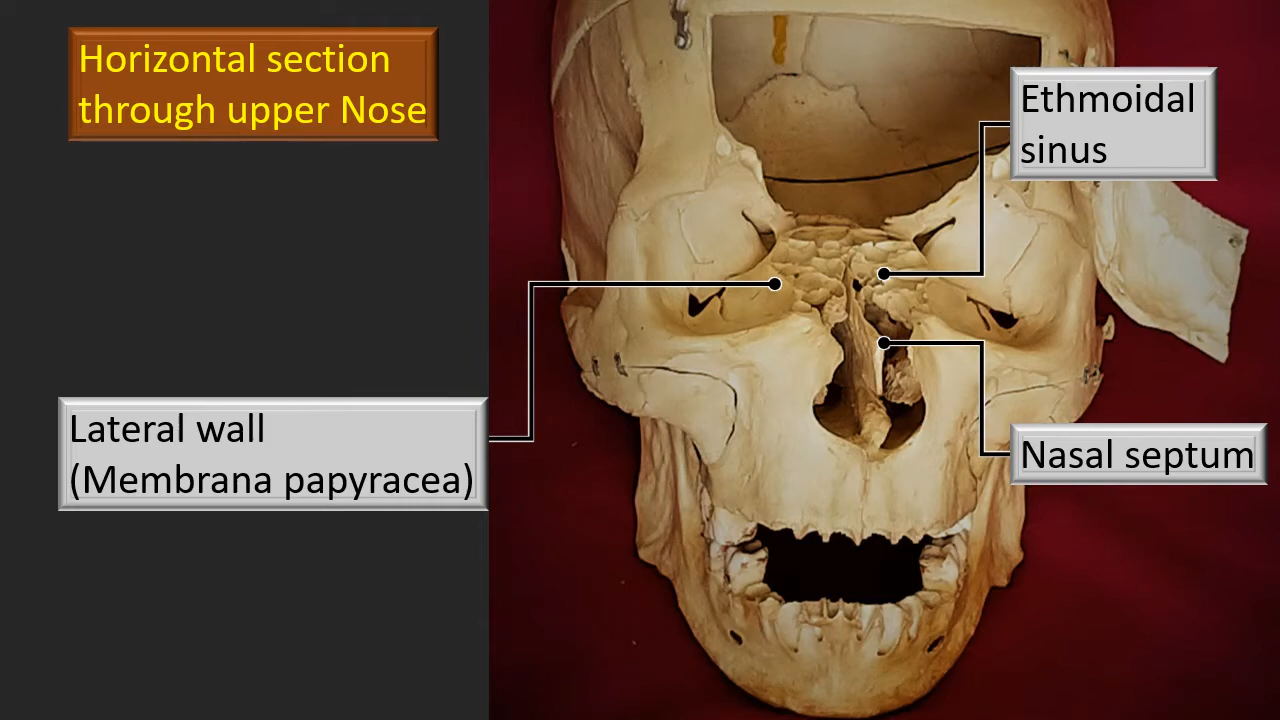 Horizontal section
through upper Nose
Ethmoidal
sinus
Lateral wall
(Membrana papyracea)
Nasal septum